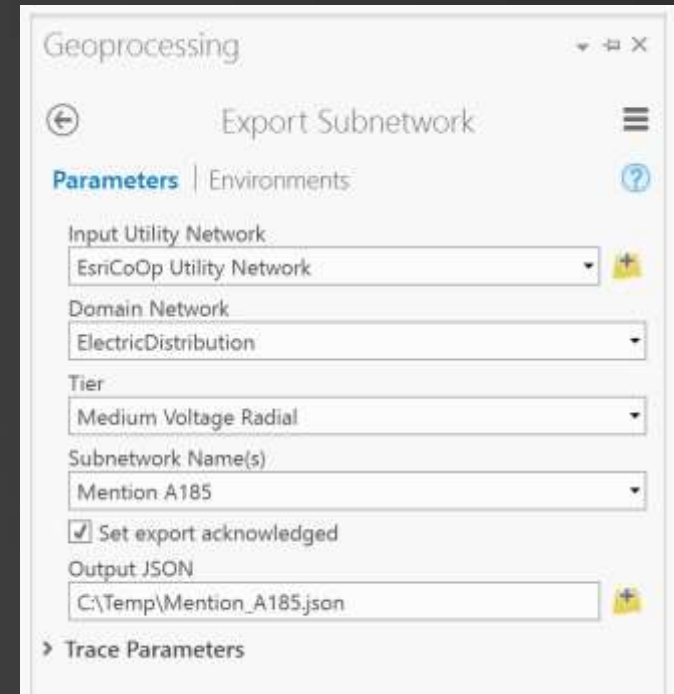 Geoprocessing
Export Subnetwork
Parameters | Environments
Input Utility Network
EsriCoOp Utility Network
Domain Network
ElectricDistribution
Tier
Medium Voltage Radial
Subnetwork Name(s)
Mention A185
Set export acknowledged
Output JSON
C:\Temp\Mention_A185.json
Trace Parameters